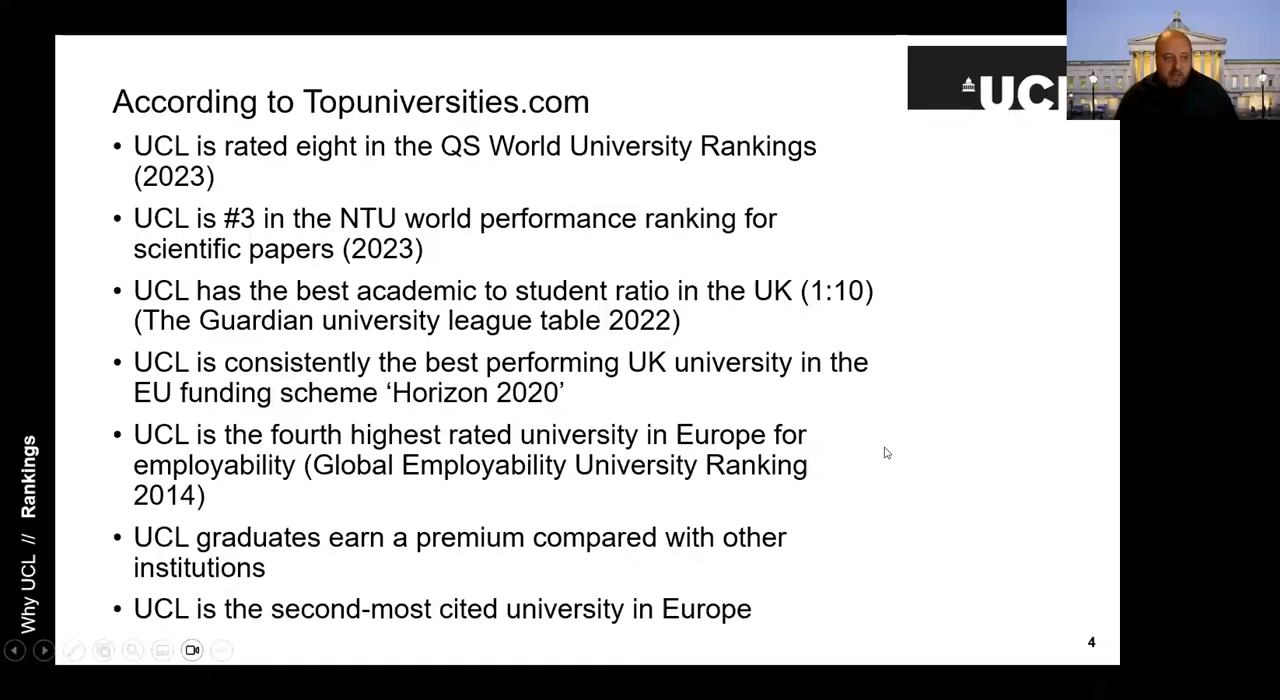 UCL
According to Topuniversities.com
• UCL is rated eight in the QS World University Rankings
(2023)
• UCL is #3 in the NTU world performance ranking for
scientific papers (2023)
• UCL has the best academic to student ratio in the UK (1:10)
(The Guardian university league table 2022)
• UCL is consistently the best performing UK university in the
EU funding scheme ‘Horizon 2020’
• UCL is the fourth highest rated university in Europe for
employability (Global Employability University Ranking
2014)
• UCL graduates earn a premium compared with other
institutions
• UCL is the second-most cited university in Europe
Why UCL // Rankings
4